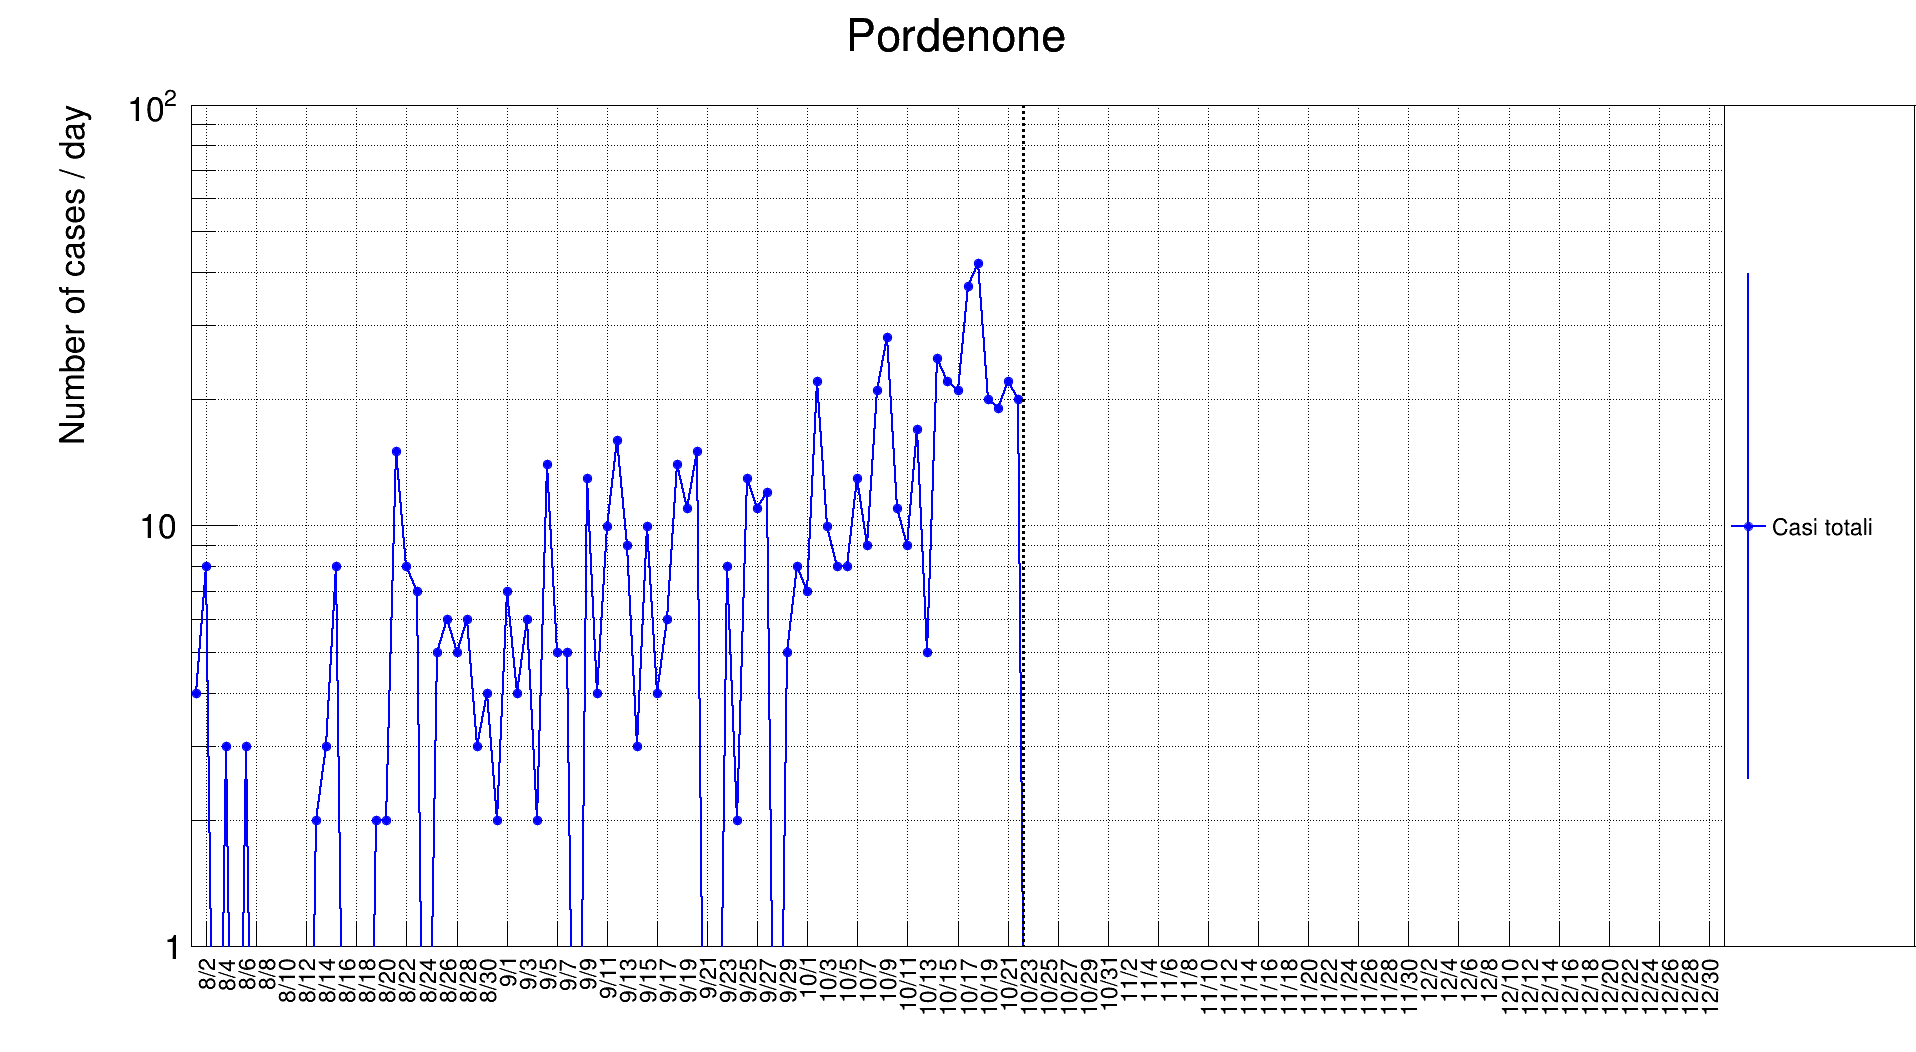 Pordenone
Number of cases / day
10²
10
1
8/2 8/4 8/6 8/8 8/10 8/12 8/14 8/16 8/18 8/20 8/22 8/24 8/26 8/28 8/30 9/1 9/3 9/5 9/7 9/9 9/11 9/13 9/15 9/17 9/19 9/21 9/23 9/25 9/27 9/29 10/1 10/3 10/5 10/7 10/9 10/11 10/13 10/15 10/17 10/19 10/21 10/23 10/25 10/27 10/29 10/31 11/2 11/4 11/6 11/8 11/10 11/12 11/14 11/16 11/18 11/20 11/22 11/24 11/26 11/28 11/30 12/2 12/4 12/6 12/8 12/10 12/12 12/14 12/16 12/18 12/20 12/22 12/24 12/26 12/28 12/30
Casi totali